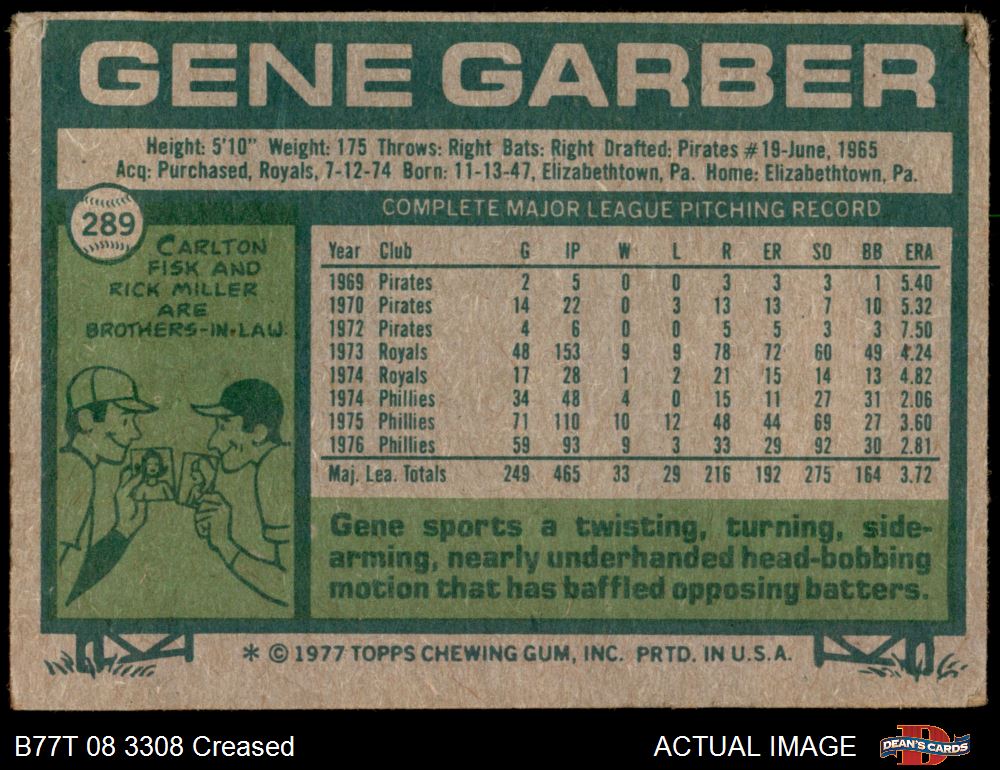 GENE GARBER
Height: 5'10" Weight: 175 Throws: Right Bats: Right Drafted: Pirates #19-June, 1965
Acq: Purchased, Royals, 7-12-74 Born: 11-13-47, Elizabethtown, Pa. Home: Elizabethtown, Pa.
289
CARLTON
FISK AND
RICK MILLER
ARE
BROTHERS-IN-LAW.
COMPLETE MAJOR LEAGUE PITCHING RECORD
Year Club G IP W L R ER SO BB ERA
1969 Pirates 2 5 0 0 3 3 3 1 5.40
1970 Pirates 14 22 0 3 13 13 7 10 5.32
1972 Pirates 4 6 0 0 5 5 3 3 7.50
1973 Royals 48 153 9 9 78 72 60 49 4.24
1974 Royals 17 28 1 2 21 15 14 13 4.82
1974 Phillies 34 48 4 0 15 11 27 31 2.06
1975 Phillies 71 110 10 12 48 44 69 27 3.60
1976 Phillies 59 93 9 3 33 29 92 30 2.81
Maj. Lea. Totals 249 465 33 29 216 192 275 164 3.72
Gene sports a twisting, turning, side-
arming, nearly underhanded head-bobbing
motion that has baffled opposing batters.
* © 1977 TOPPS CHEWING GUM, INC. PRTD. IN U.S.A.
B77T 08 3308 Creased
ACTUAL IMAGE
DEAN'S CARDS